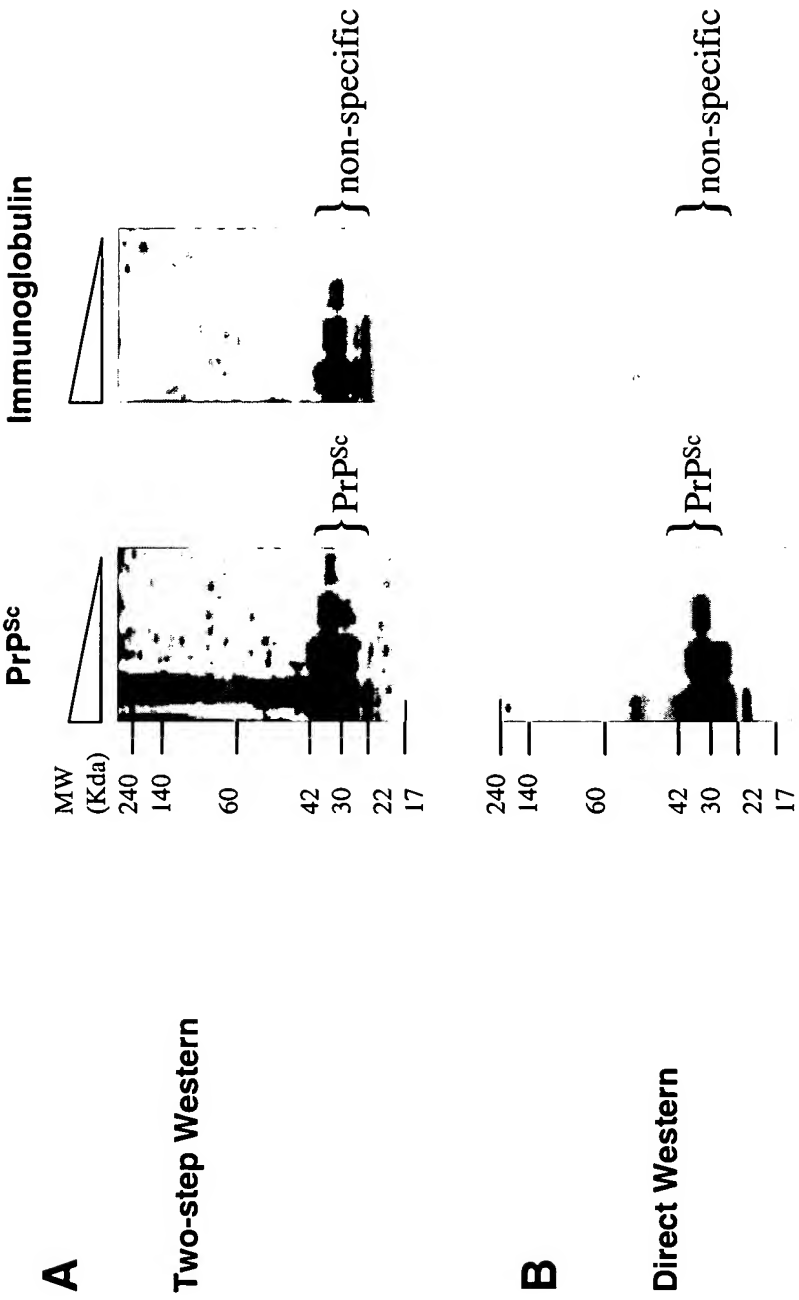 A
Two-step Western
MW
(Kda)
PrPSc
Immunoglobulin
240
140
60
42
30
22
17
}PrPSc
}non-specific
B
Direct Western
240
140
60
42
30
22
17
}PrPSc
}non-specific